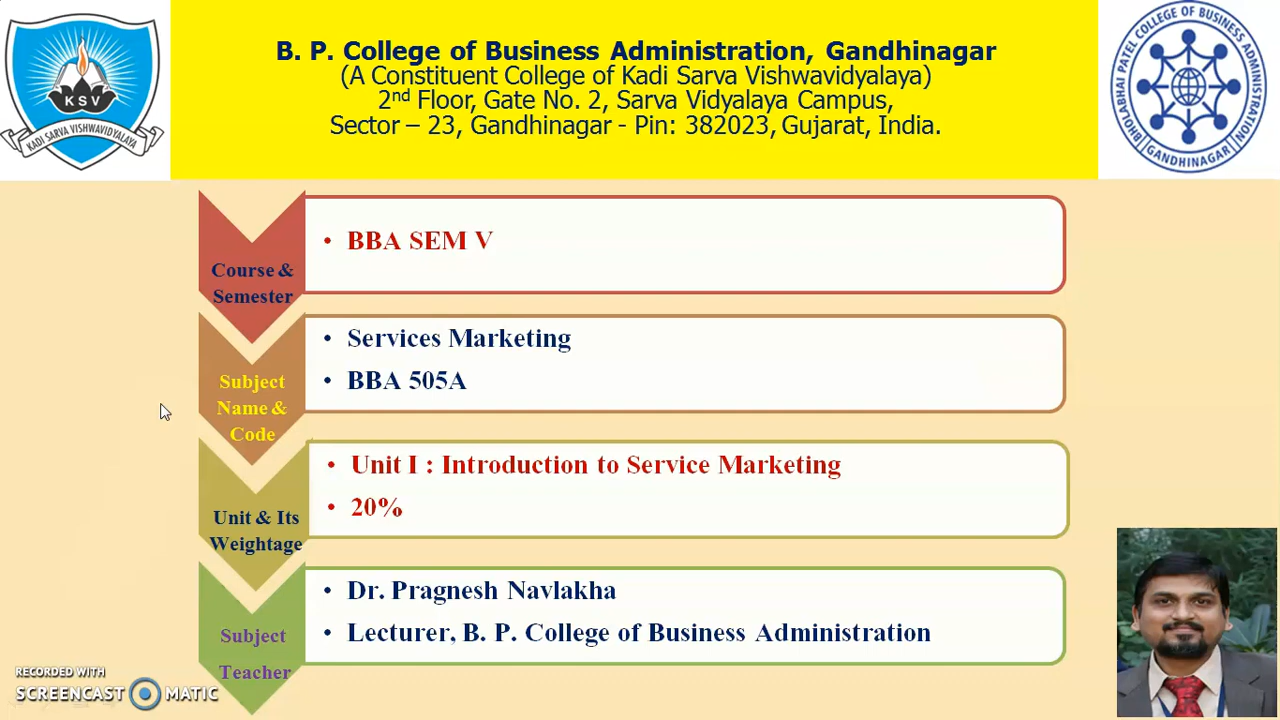 B. P. College of Business Administration, Gandhinagar
(A Constituent College of Kadi Sarva Vishwavidyalaya)
2nd Floor, Gate No. 2, Sarva Vidyalaya Campus,
Sector – 23, Gandhinagar - Pin: 382023, Gujarat, India.
KSV
KADI SARVA VISHWAVIDYALAYA
BHOLABHAI PATEL COLLEGE OF BUSINESS ADMINISTRATION
GANDHINAGAR
Course &
Semester
• BBA SEM V
Subject
Name &
Code
• Services Marketing
• BBA 505A
Unit & Its
Weightage
• Unit I : Introduction to Service Marketing
• 20%
Subject
Teacher
• Dr. Pragnesh Navlakha
• Lecturer, B. P. College of Business Administration
RECORDED WITH
SCREENCAST MATIC